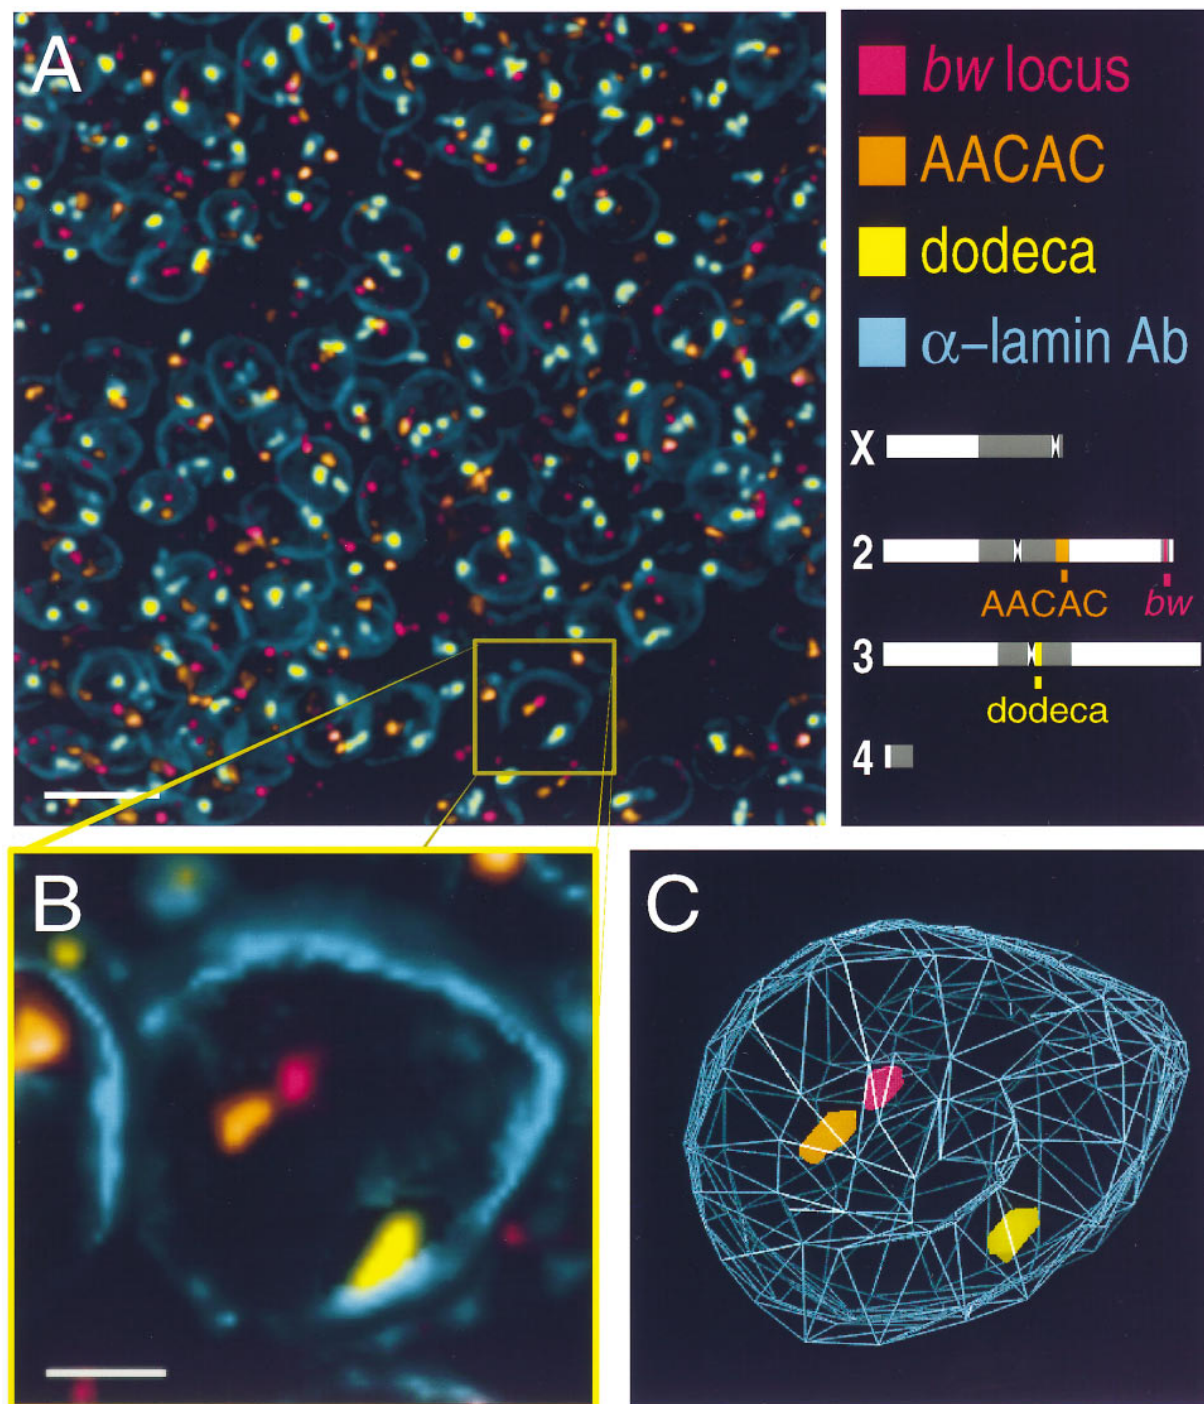 A
bw locus
AACAC
dodeca
α–lamin Ab
X
2
AACAC bw
3
dodeca
4
B
C